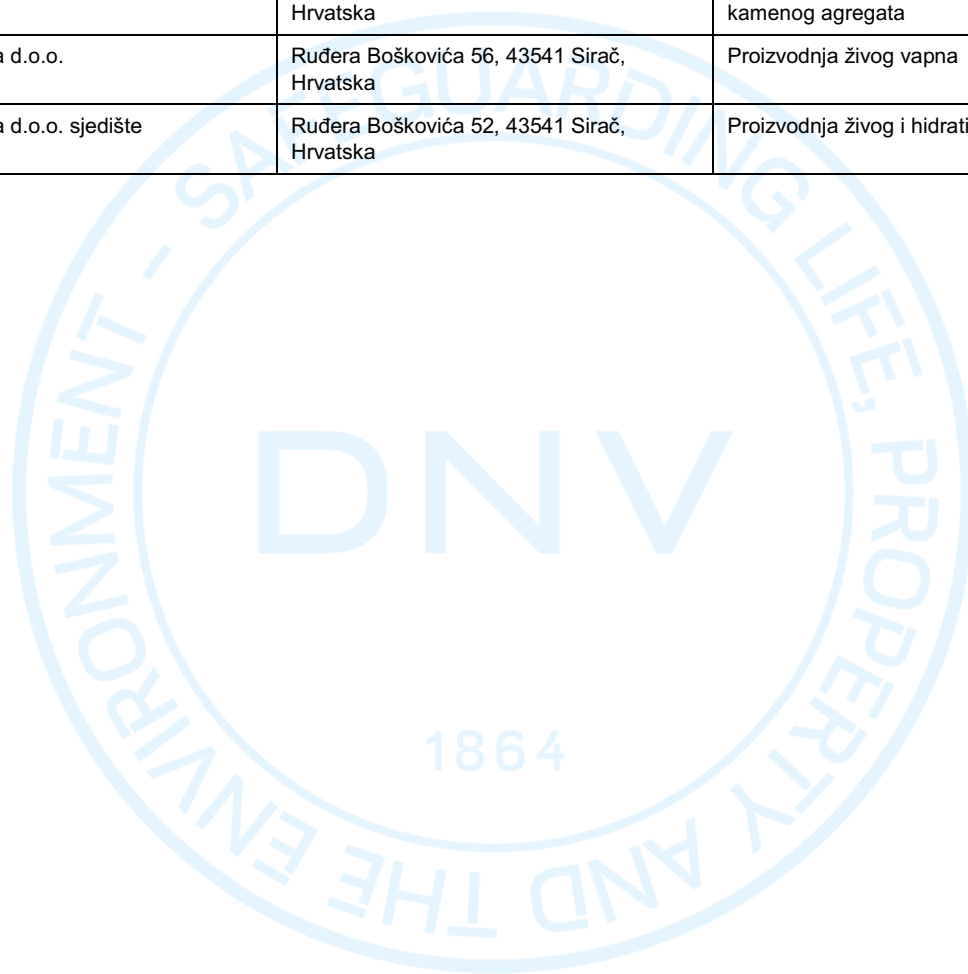 Hrvatska
kamenog agregata
a d.o.o.
Ruđera Boškovića 56, 43541 Sirač,
Hrvatska
Proizvodnja živog vapna
a d.o.o. sjedište
Ruđera Boškovića 52, 43541 Sirač,
Hrvatska
Proizvodnja živog i hidrati
SAFEGUARDING LIFE, PROPERTY AND THE ENVIRONMENT -
DNV
1864